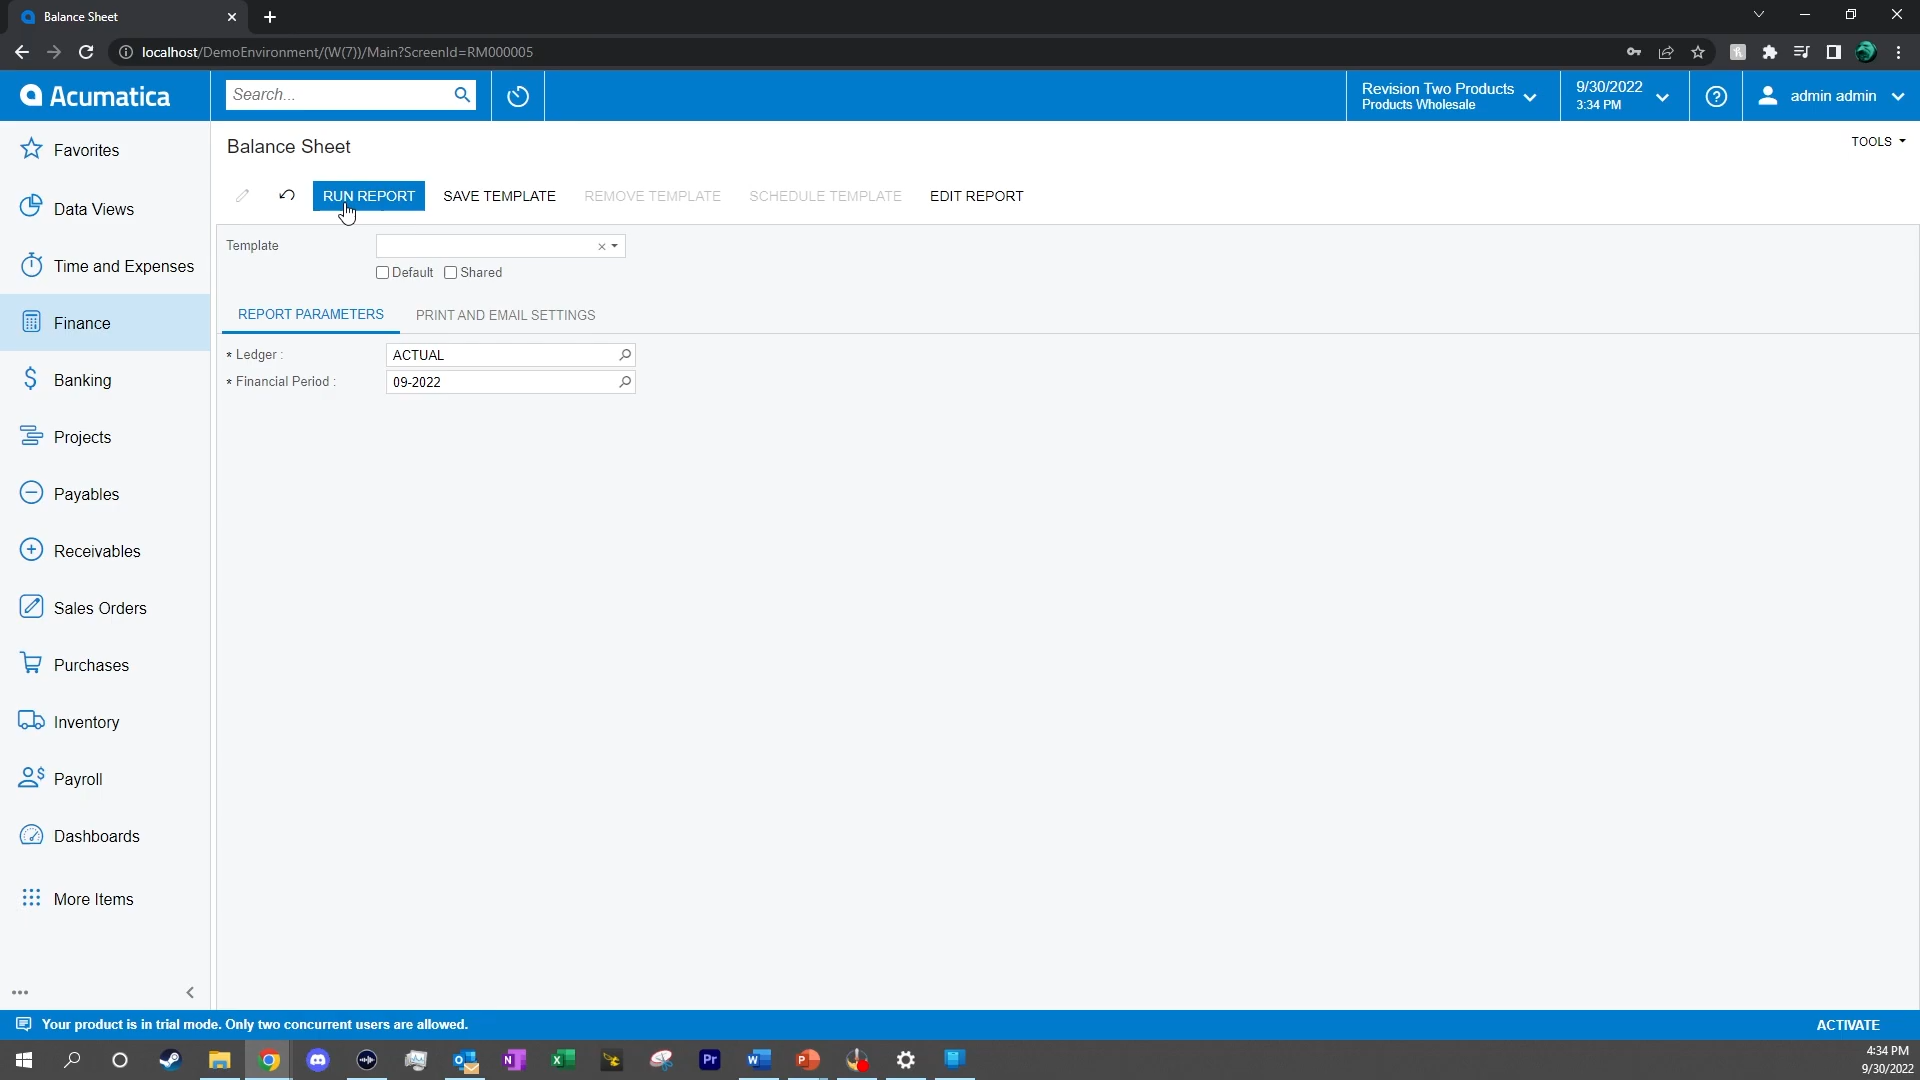 Balance Sheet
localhost/DemoEnvironment/(W(7))/Main?ScreenId=RM000005
Acumatica
Search...
Revision Two Products
Products Wholesale
9/30/2022
3:34 PM
admin admin
Favorites
Data Views
Time and Expenses
Finance
Banking
Projects
Payables
Receivables
Sales Orders
Purchases
Inventory
Payroll
Dashboards
More Items
Balance Sheet
TOOLS
RUN REPORT SAVE TEMPLATE REMOVE TEMPLATE SCHEDULE TEMPLATE EDIT REPORT
Template
Default Shared
REPORT PARAMETERS PRINT AND EMAIL SETTINGS
* Ledger : ACTUAL
* Financial Period : 09-2022
Your product is in trial mode. Only two concurrent users are allowed.
ACTIVATE
4:34 PM
9/30/2022